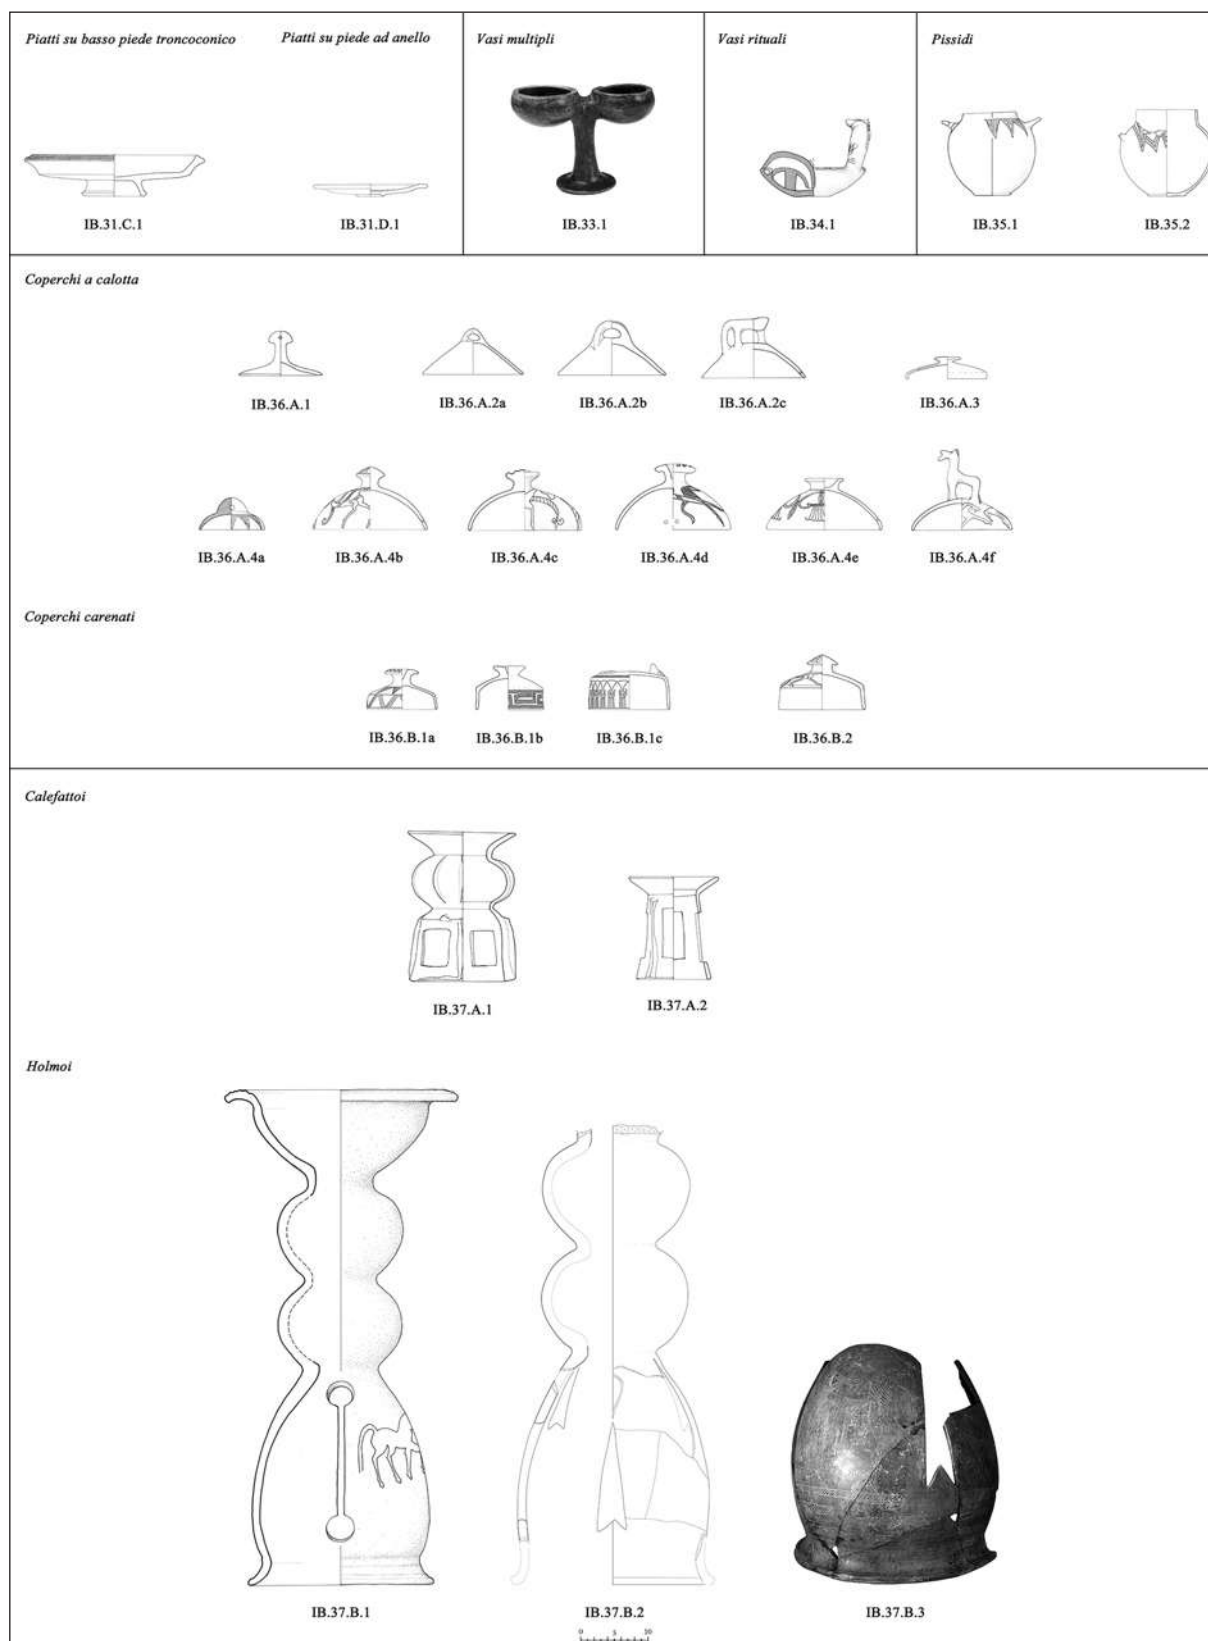 Piatti su basso piede troncoconico
Piatti su piede ad anello
Vasi multipli
Vasi rituali
Pissidi
IB.31.C.1
IB.31.D.1
IB.33.1
IB.34.1
IB.35.1
IB.35.2
Coperchi a calotta
IB.36.A.1
IB.36.A.2a
IB.36.A.2b
IB.36.A.2c
IB.36.A.3
IB.36.A.4a
IB.36.A.4b
IB.36.A.4c
IB.36.A.4d
IB.36.A.4e
IB.36.A.4f
Coperchi carenati
IB.36.B.1a
IB.36.B.1b
IB.36.B.1c
IB.36.B.2
Calefattoi
IB.37.A.1
IB.37.A.2
Holmoi
IB.37.B.1
IB.37.B.2
IB.37.B.3
0 5 10